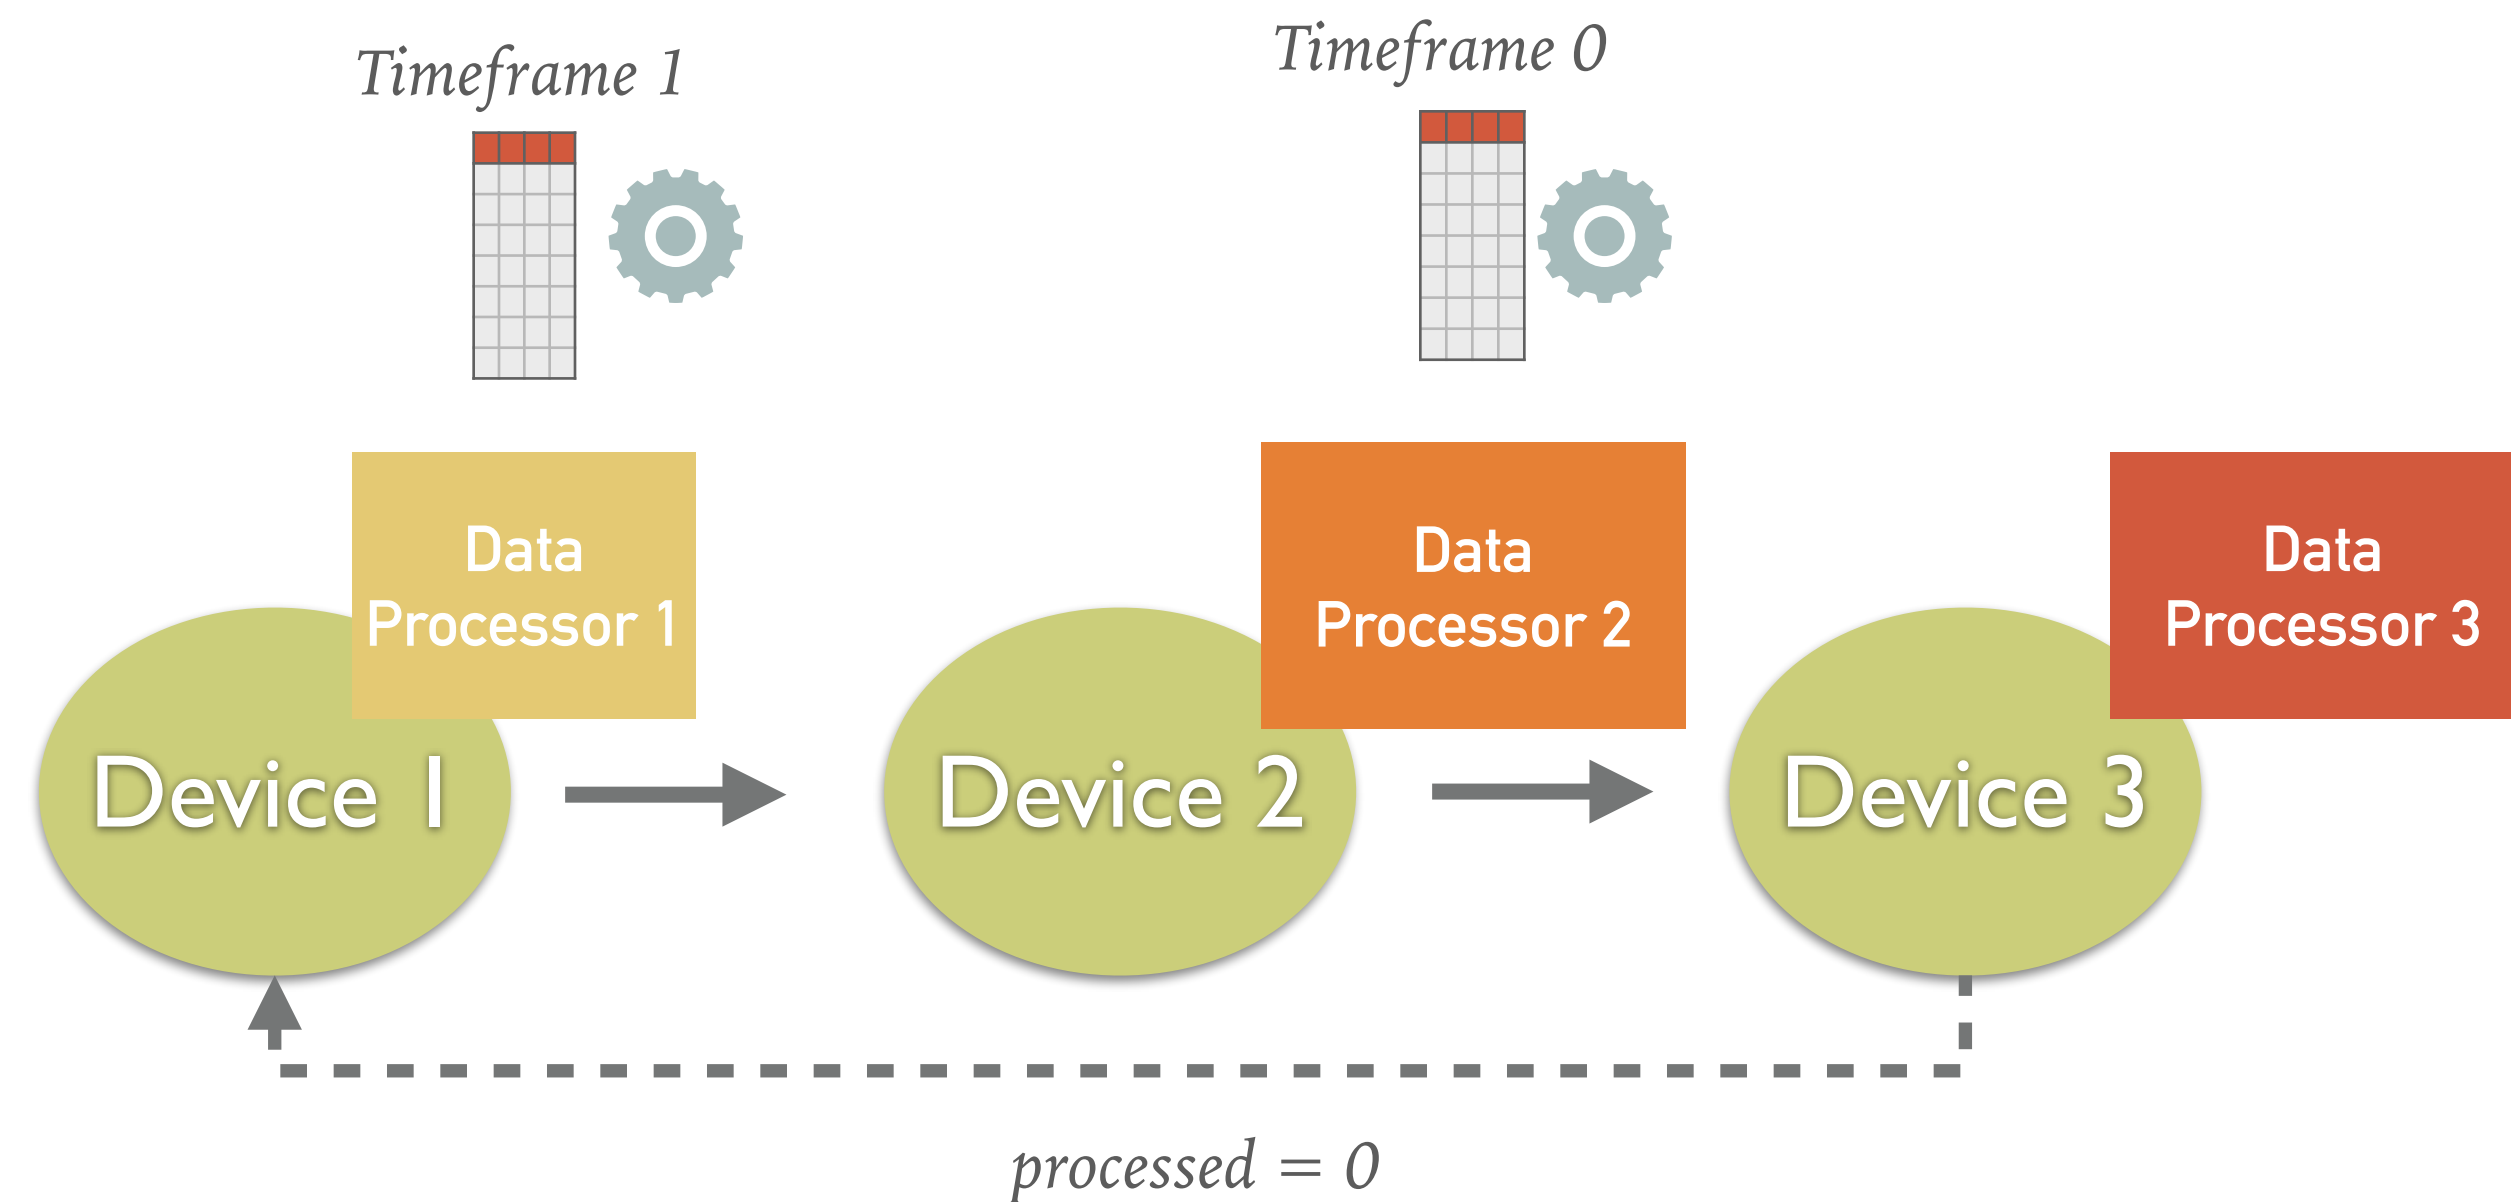 Timeframe 1
Timeframe 0
Data
Processor 1
Data
Processor 2
Data
Processor 3
Device 1
Device 2
Device 3
processed = 0